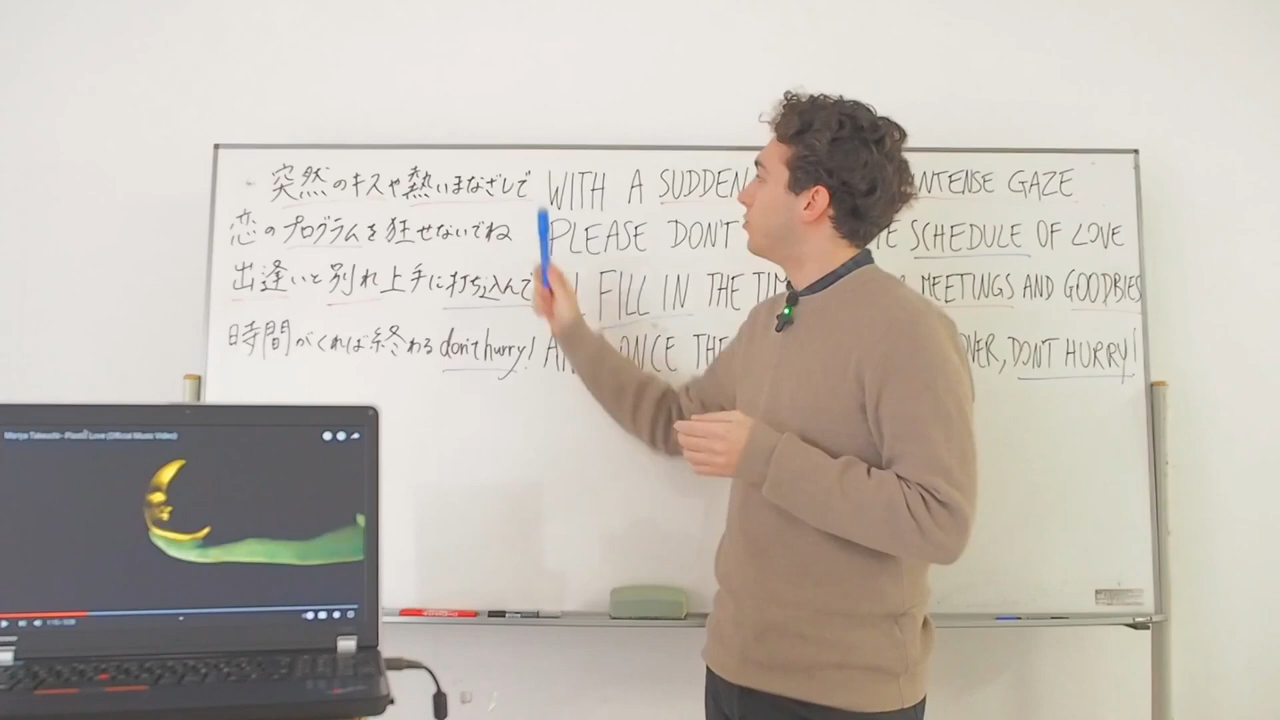 突然のキスや熱いまなざしで WITH A SUDDEN INTENSE GAZE
恋のプログラムを狂せないでね PLEASE DON'T SCHEDULE OF LOVE
出逢いと別れ上手に打ち込んで FILL IN THE MEETINGS AND GOODBIES
時間がくれば終わる don't hurry! ONCE THE DON'T HURRY!
Mariya Takeuchi - Plastic Love (Official Music Video)